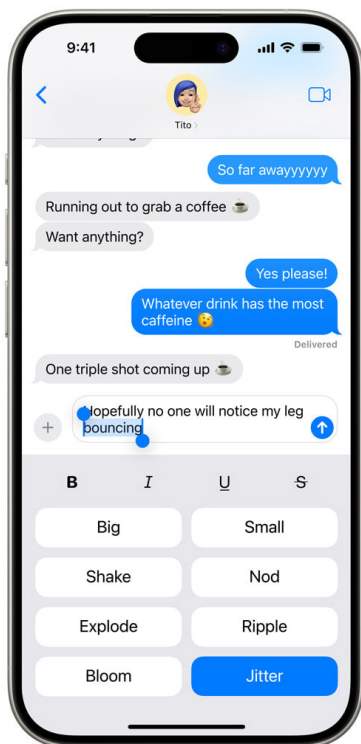 9:41
Tito
So far awayyyyyy
Running out to grab a coffee ☕
Want anything?
Yes please!
Whatever drink has the most
caffeine 😯
Delivered
One triple shot coming up ☕
Hopefully no one will notice my leg
bouncing
B I U S
Big Small
Shake Nod
Explode Ripple
Bloom Jitter